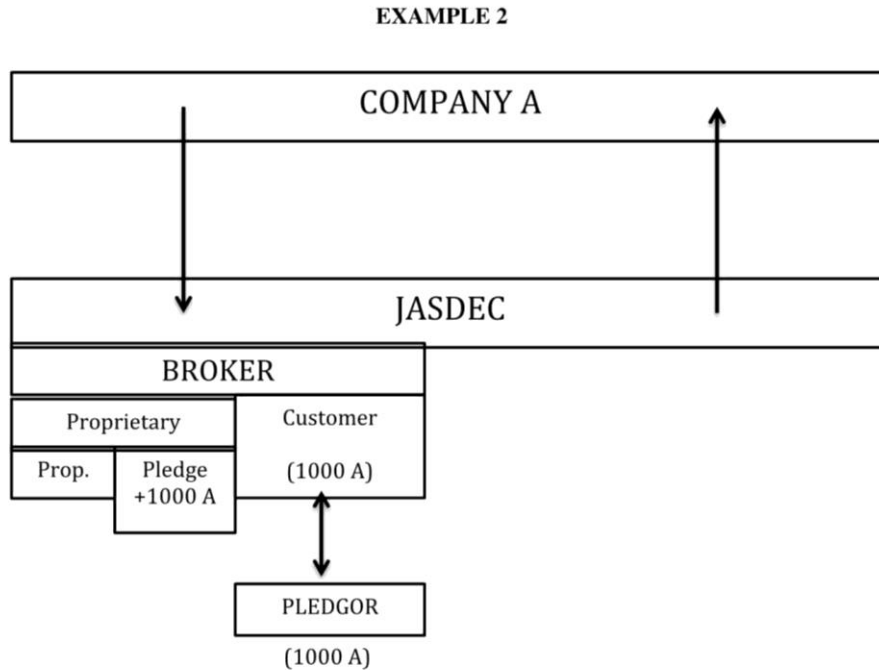 EXAMPLE 2
COMPANY A
JASDEC
BROKER
Proprietary
Customer
Prop.
Pledge
+1000 A
(1000 A)
PLEDGOR
(1000 A)